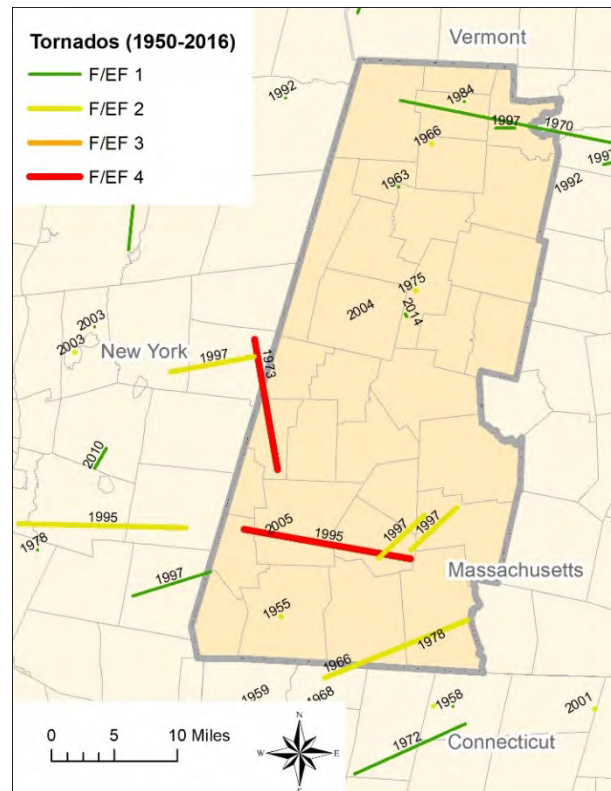 Tornados (1950-2016)
F/EF 1
F/EF 2
F/EF 3
F/EF 4
Vermont
1992
1984
1997
1970
1966
1997
1963
1992
1975
2004
2014
2003
2003
New York
1997
1973
2010
1995
1978
2005
1995
1997
1997
1997
Massachusetts
1955
1966
1978
1959
1968
1958
2001
1972
Connecticut
0 5 10 Miles
N
W E
S